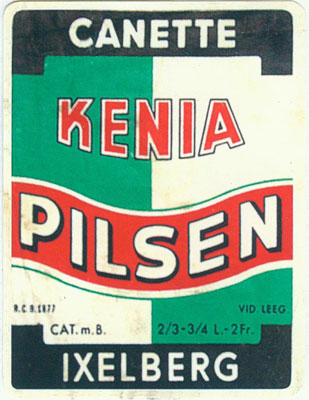 CANETTE
KENIA
PILSEN
R.C.B.1877 VID. LEEG.
CAT. m. B. 2/3-3/4 L.-2Fr.
IXELBERG